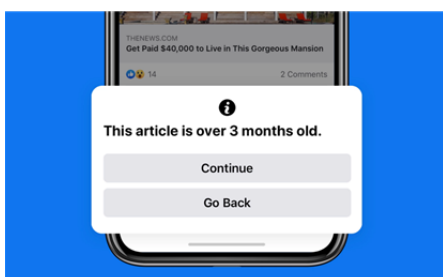 THENEWS.COM
Get Paid $40,000 to Live in This Gorgeous Mansion
14
2 Comments
This article is over 3 months old.
Continue
Go Back